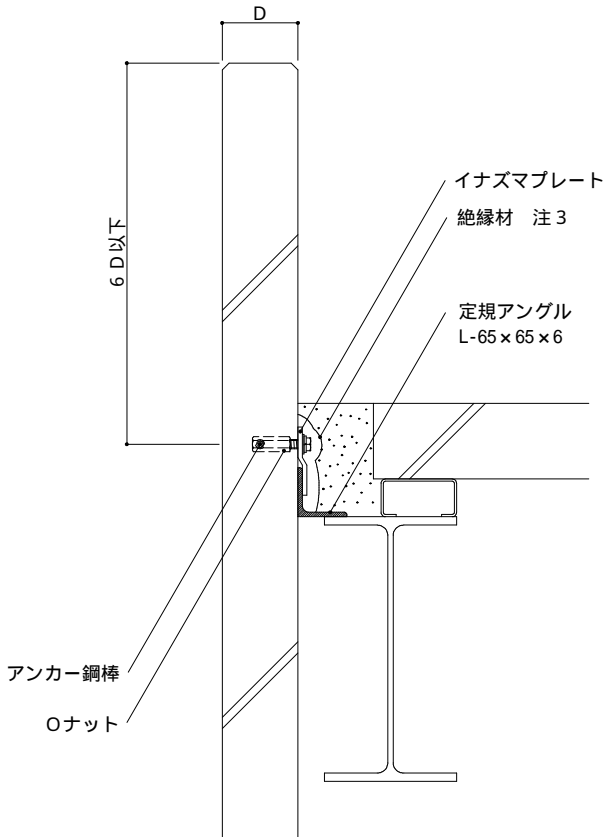 D
6D以下
イナズマプレート
絶縁材　注3
定規アングル
L-65×65×6
アンカー鋼棒
Oナット